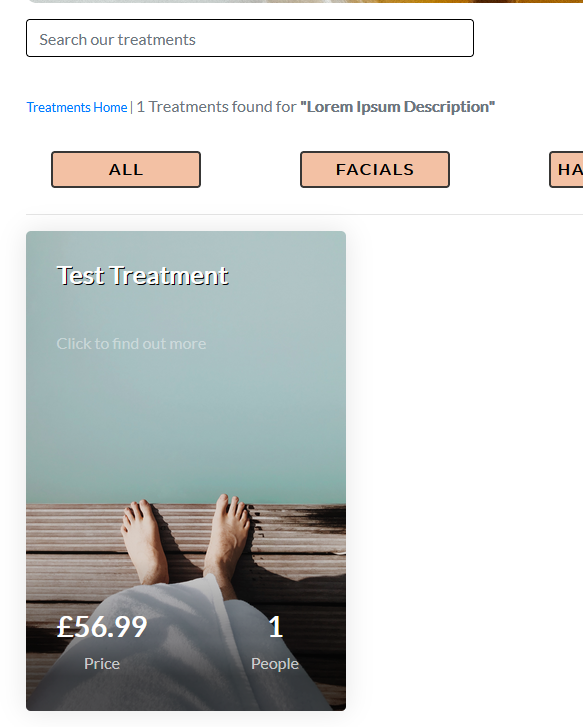 Search our treatments
Treatments Home | 1 Treatments found for "Lorem Ipsum Description"
ALL FACIALS HA
Test Treatment
Click to find out more
£56.99 1
Price People